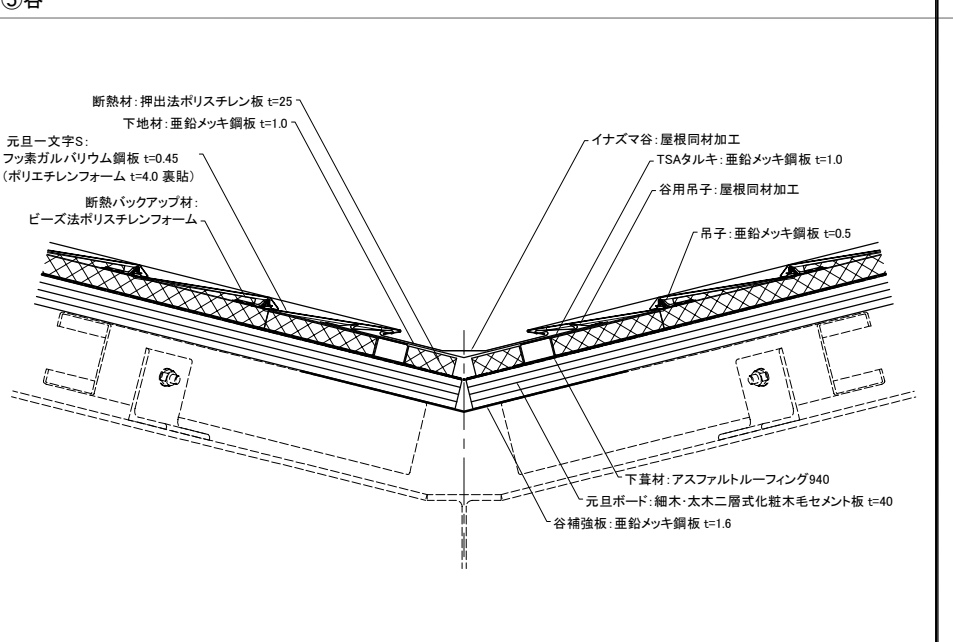 ⑤谷
断熱材：押出法ポリスチレン板 t=25
下地材：亜鉛メッキ鋼板 t=1.0
元旦一文字S：
フッ素ガルバリウム鋼板 t=0.45
（ポリエチレンフォーム t=4.0 裏貼）
断熱バックアップ材：
ビーズ法ポリスチレンフォーム
イナズマ谷：屋根同材加工
TSAタルキ：亜鉛メッキ鋼板 t=1.0
谷用吊子：屋根同材加工
吊子：亜鉛メッキ鋼板 t=0.5
下葺材：アスファルトルーフィング940
元旦ボード：細木・太木二層式化粧木毛セメント板 t=40
谷補強板：亜鉛メッキ鋼板 t=1.6